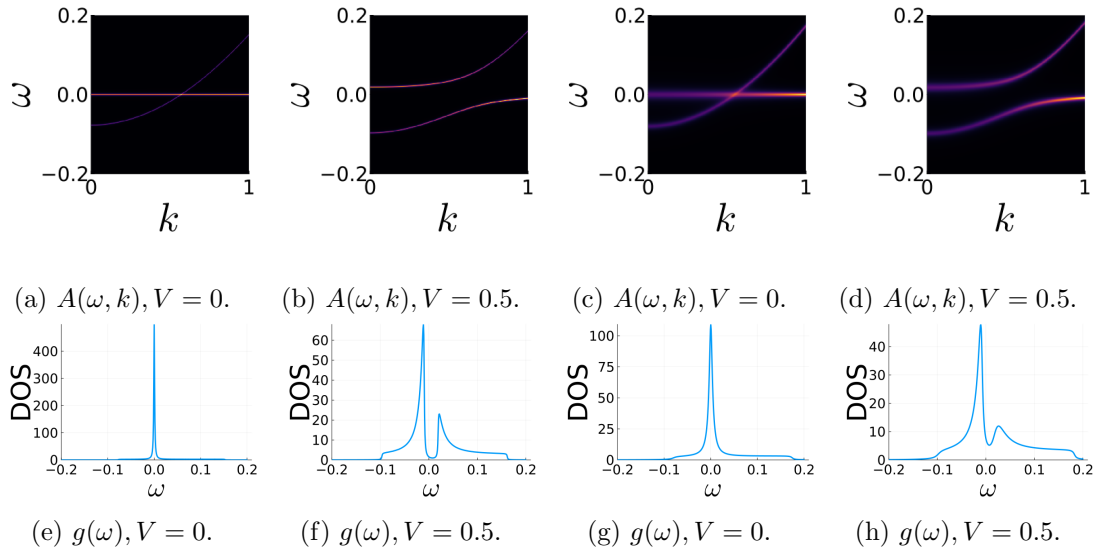 0.2 0.2 0.2 0.2
ω 0.0 ω 0.0 ω 0.0 ω 0.0
−0.2 −0.2 −0.2 −0.2
0 1 0 1 0 1 0 1
k k k k
(a) A(ω, k), V = 0. (b) A(ω, k), V = 0.5. (c) A(ω, k), V = 0. (d) A(ω, k), V = 0.5.
DOS 400 300 200 100 0
−0.2 −0.1 0.0 0.1 0.2
ω
DOS 60 50 40 30 20 10 0
−0.2 −0.1 0.0 0.1 0.2
ω
DOS 100 75 50 25 0
−0.2 −0.1 0.0 0.1 0.2
ω
DOS 40 30 20 10 0
−0.2 −0.1 0.0 0.1 0.2
ω
(e) g(ω), V = 0. (f) g(ω), V = 0.5. (g) g(ω), V = 0. (h) g(ω), V = 0.5.